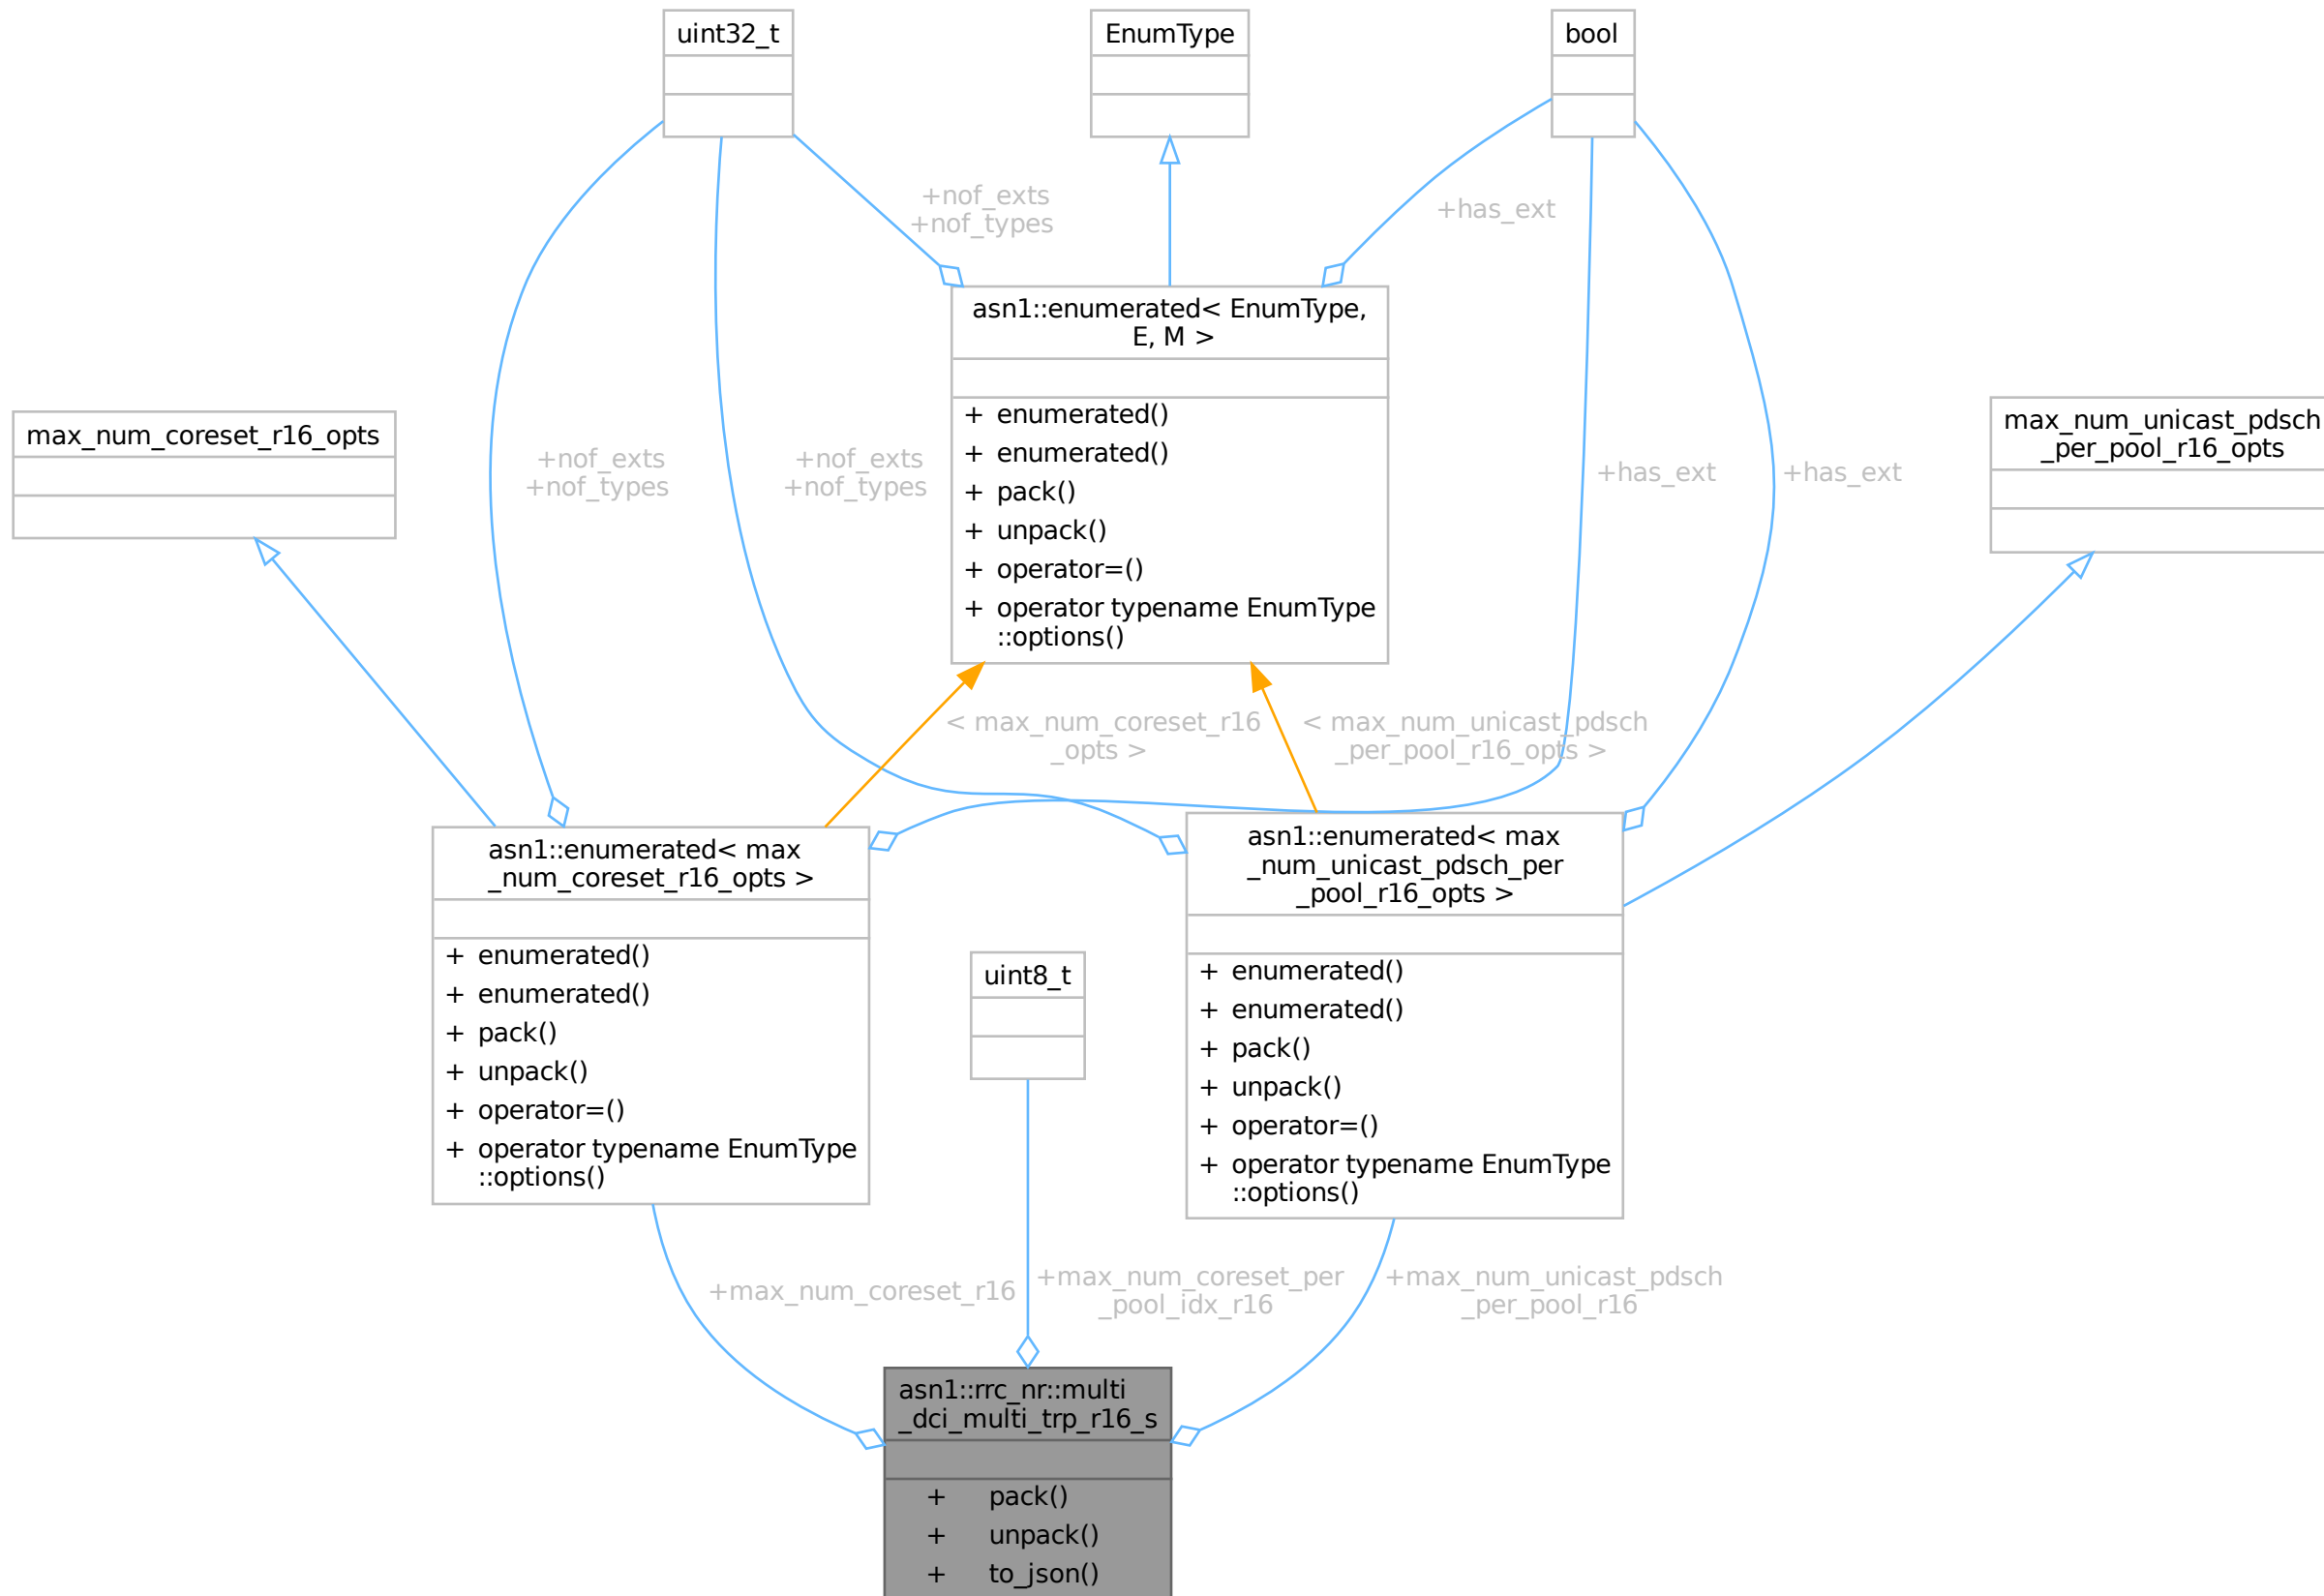 uint32_t
EnumType
bool
+nof_exts
+nof_types
+has_ext
asn1::enumerated< EnumType,
E, M >
+ enumerated()
+ enumerated()
+ pack()
+ unpack()
+ operator=()
+ operator typename EnumType
::options()
max_num_coreset_r16_opts
+nof_exts
+nof_types
+nof_exts
+nof_types
+has_ext
+has_ext
max_num_unicast_pdsch
_per_pool_r16_opts
< max_num_coreset_r16
_opts >
< max_num_unicast_pdsch
_per_pool_r16_opts >
asn1::enumerated< max
_num_coreset_r16_opts >
+ enumerated()
+ enumerated()
+ pack()
+ unpack()
+ operator=()
+ operator typename EnumType
::options()
uint8_t
asn1::enumerated< max
_num_unicast_pdsch_per
_pool_r16_opts >
+ enumerated()
+ enumerated()
+ pack()
+ unpack()
+ operator=()
+ operator typename EnumType
::options()
+max_num_coreset_r16
+max_num_coreset_per
_pool_idx_r16
+max_num_unicast_pdsch
_per_pool_r16
asn1::rrc_nr::multi
_dci_multi_trp_r16_s
+ pack()
+ unpack()
+ to_json()